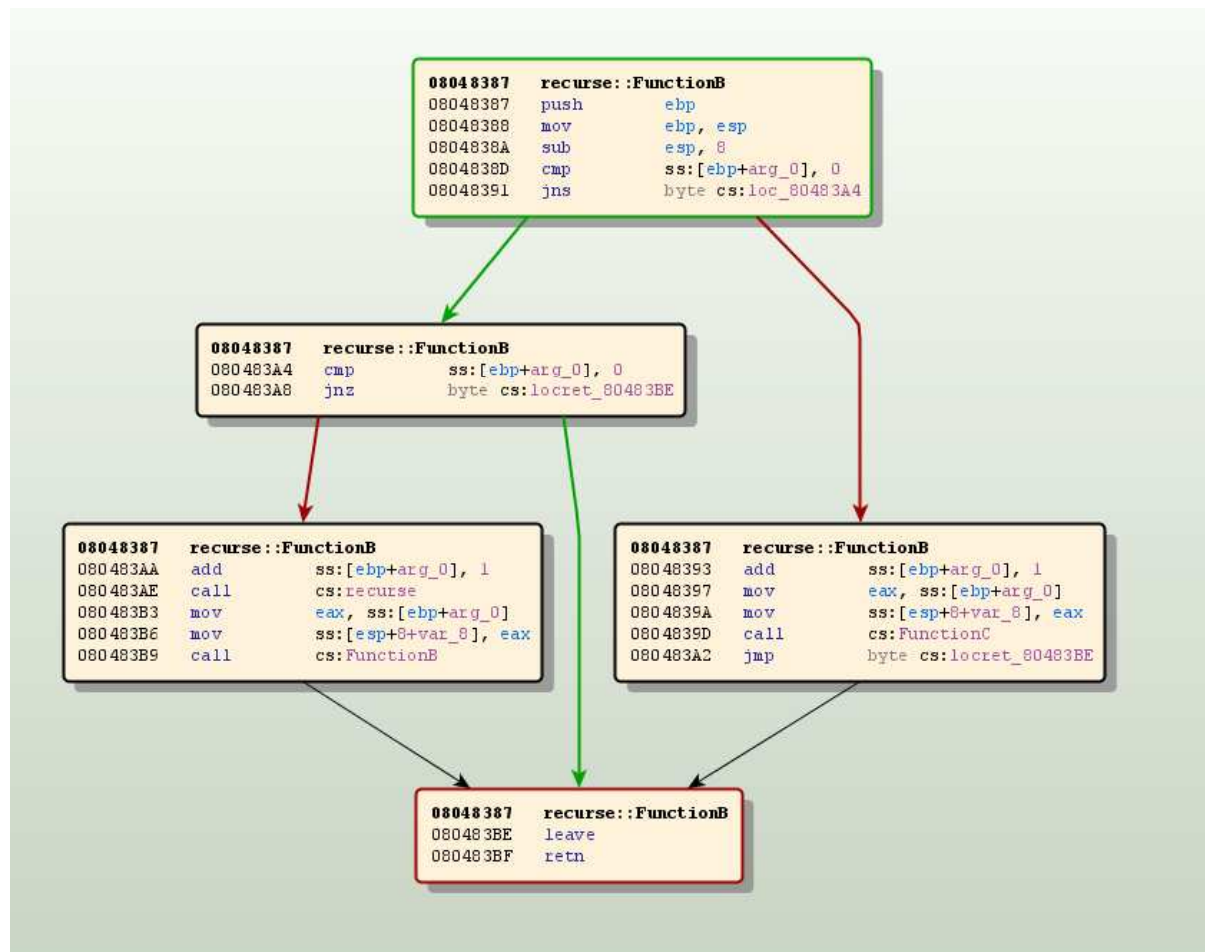 08048387 recurse::FunctionB
08048387 push ebp
08048388 mov ebp, esp
0804838A sub esp, 8
0804838D cmp ss:[ebp+arg_0], 0
08048391 jns byte cs:loc_80483A4
08048387 recurse::FunctionB
080483A4 cmp ss:[ebp+arg_0], 0
080483A8 jnz byte cs:locret_80483BE
08048387 recurse::FunctionB
080483AA add ss:[ebp+arg_0], 1
080483AE call cs:recurse
080483B3 mov eax, ss:[ebp+arg_0]
080483B6 mov ss:[esp+8+var_8], eax
080483B9 call cs:FunctionB
08048387 recurse::FunctionB
08048393 add ss:[ebp+arg_0], 1
08048397 mov eax, ss:[ebp+arg_0]
0804839A mov ss:[esp+8+var_8], eax
0804839D call cs:FunctionC
080483A2 jmp byte cs:locret_80483BE
08048387 recurse::FunctionB
080483BE leave
080483BF retn